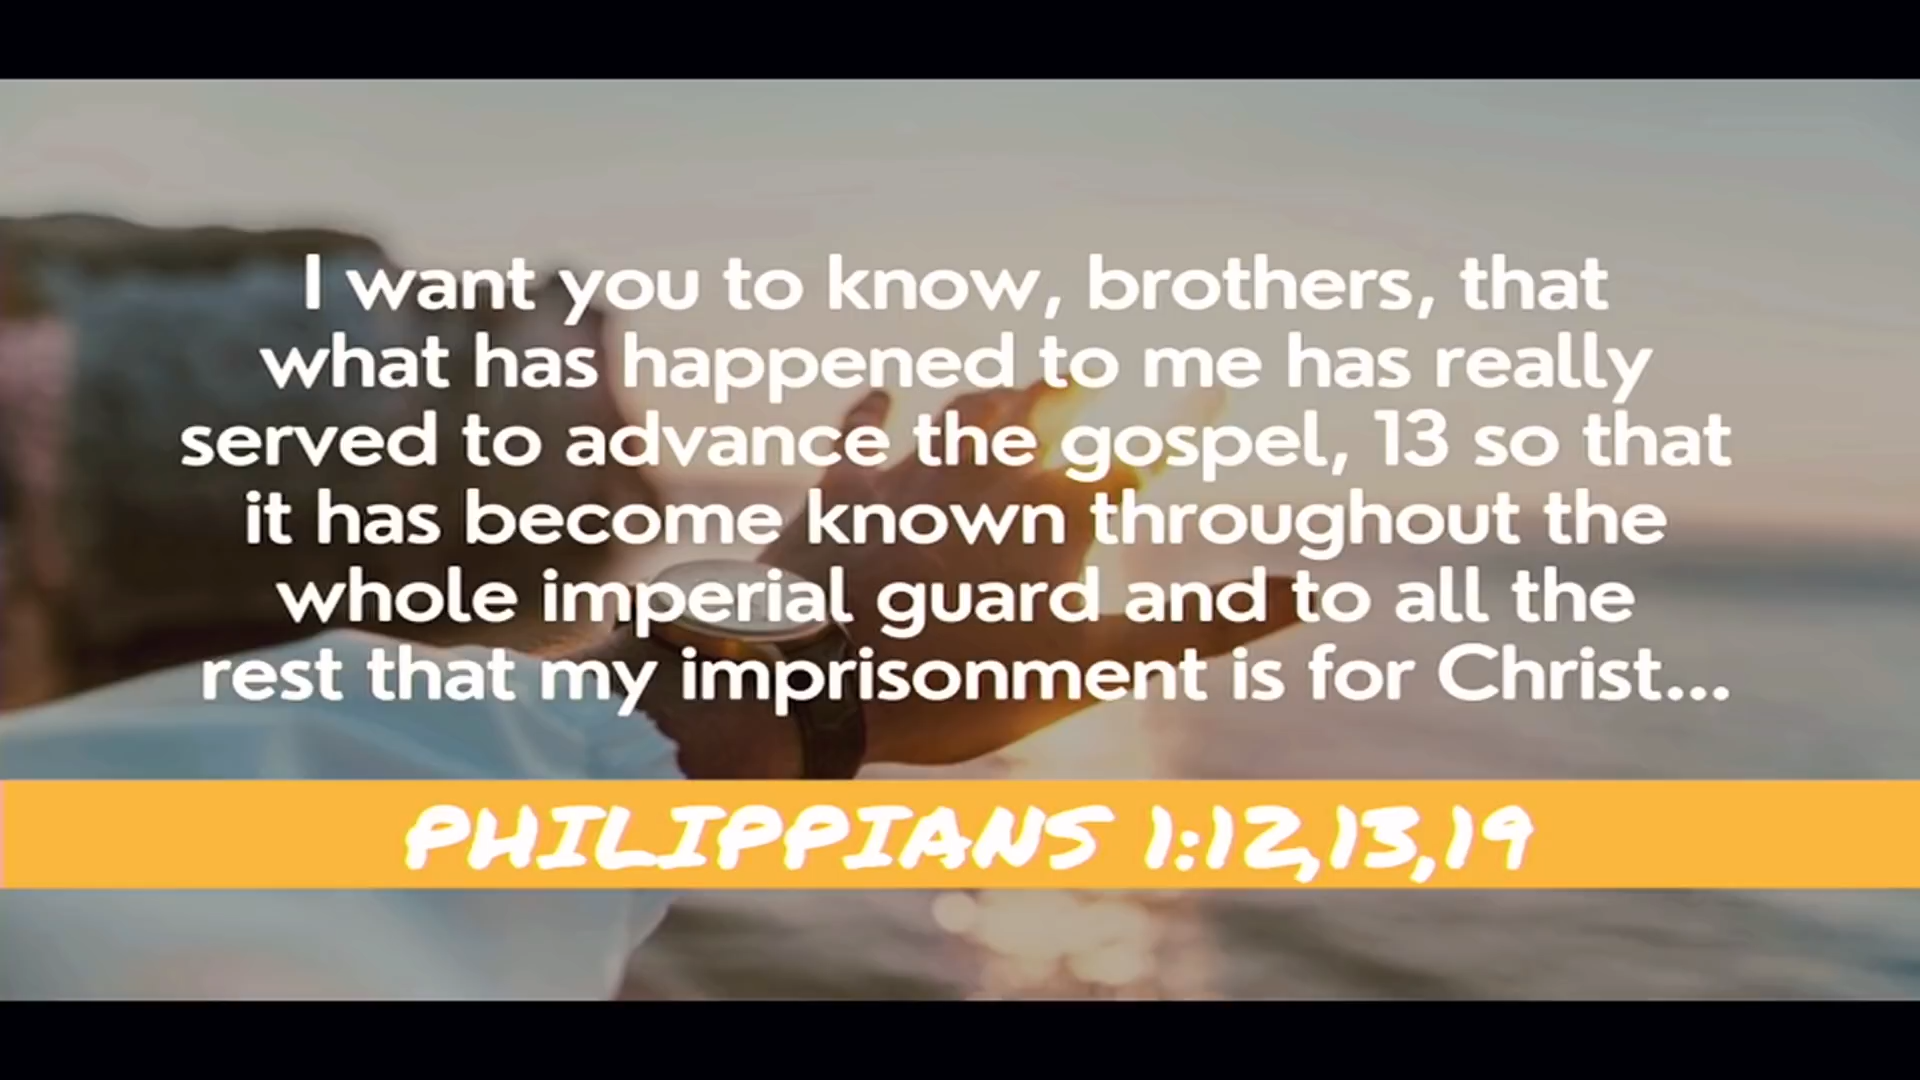 I want you to know, brothers, that
what has happened to me has really
served to advance the gospel, 13 so that
it has become known throughout the
whole imperial guard and to all the
rest that my imprisonment is for Christ...
PHILIPPIANS 1:12,13,19